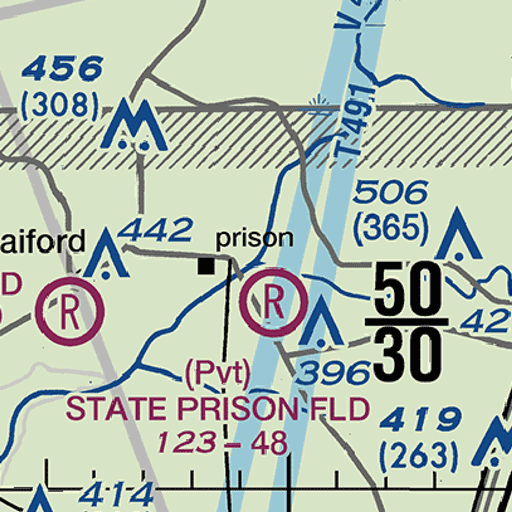 V 4
456
(308)
T 491
506
(365)
442
prison
aiford
D
R
R
50
30
42
396
(Pvt)
STATE PRISON FLD
123 - 48
419
(263)
414